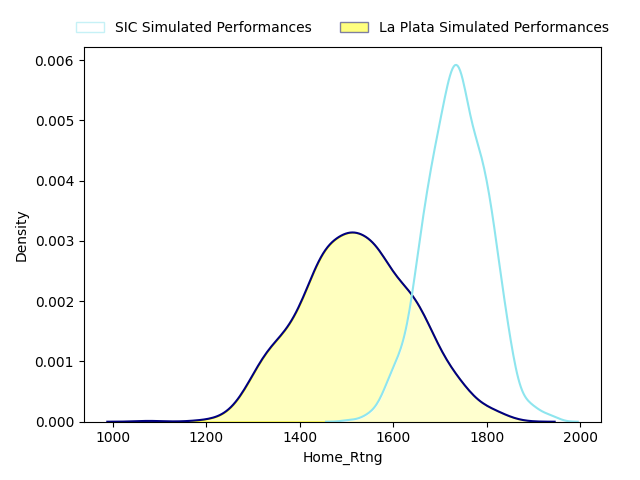 SIC Simulated Performances
La Plata Simulated Performances
0.006
0.005
0.004
0.003
0.002
0.001
0.000
Density
1000 1200 1400 1600 1800 2000
Home_Rtng